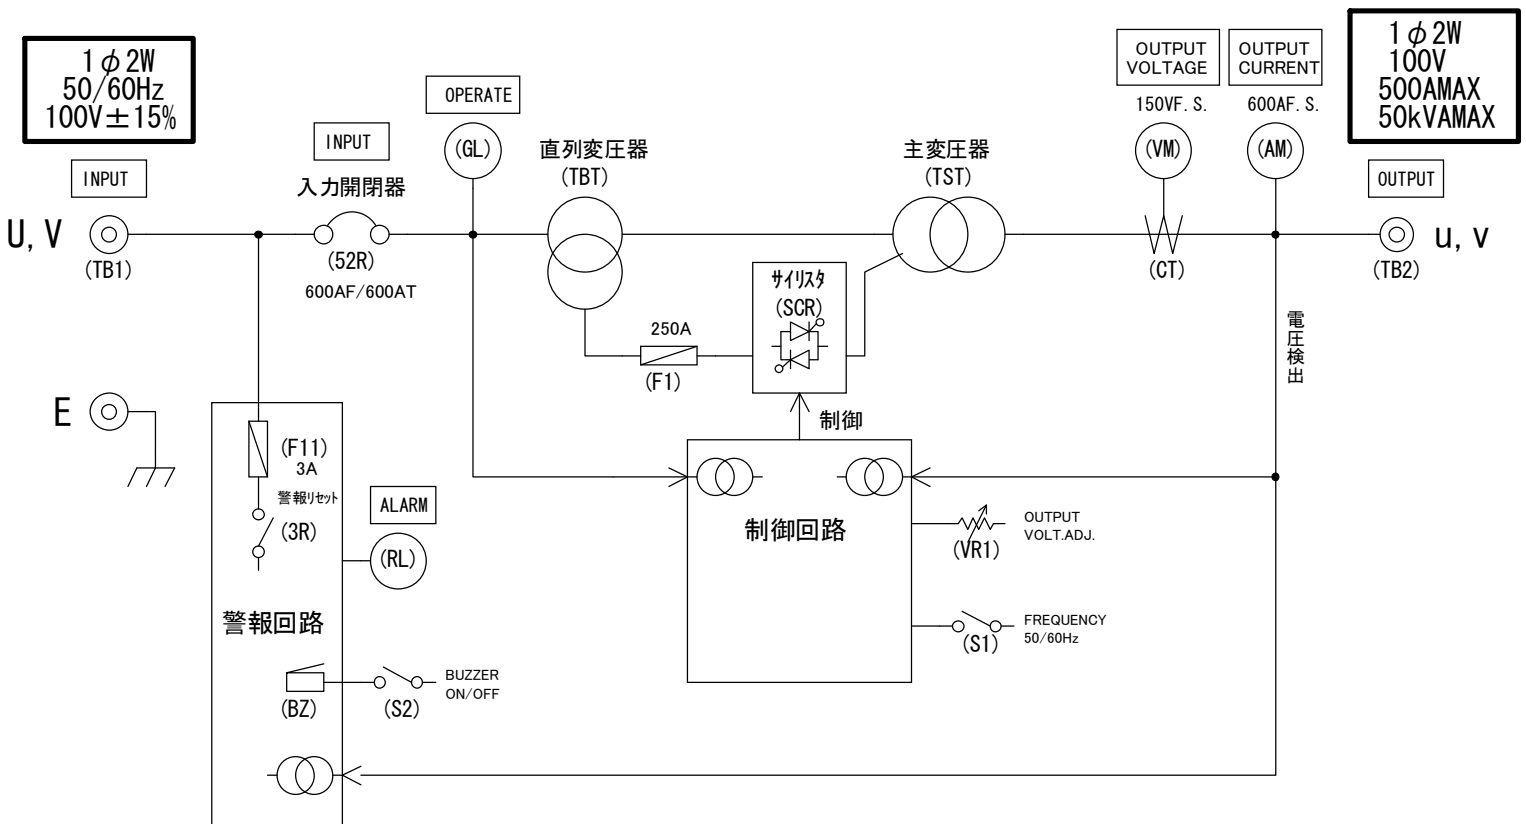 1φ2W
50/60Hz
100V±15%
INPUT
U, V
(TB1)
INPUT
入力開閉器
(52R)
600AF/600AT
OPERATE
(GL)
直列変圧器
(TBT)
主変圧器
(TST)
OUTPUT
VOLTAGE
150VF. S.
(VM)
OUTPUT
CURRENT
600AF. S.
(AM)
(CT)
1φ2W
100V
500AMAX
50kVAMAX
OUTPUT
u, v
(TB2)
サイリスタ
(SCR)
250A
(F1)
電圧検出
制御
E
(F11)
3A
警報リセット
(3R)
ALARM
(RL)
警報回路
(BZ)
(S2)
BUZZER
ON/OFF
制御回路
(VR1)
OUTPUT
VOLT.ADJ.
(S1)
FREQUENCY
50/60Hz